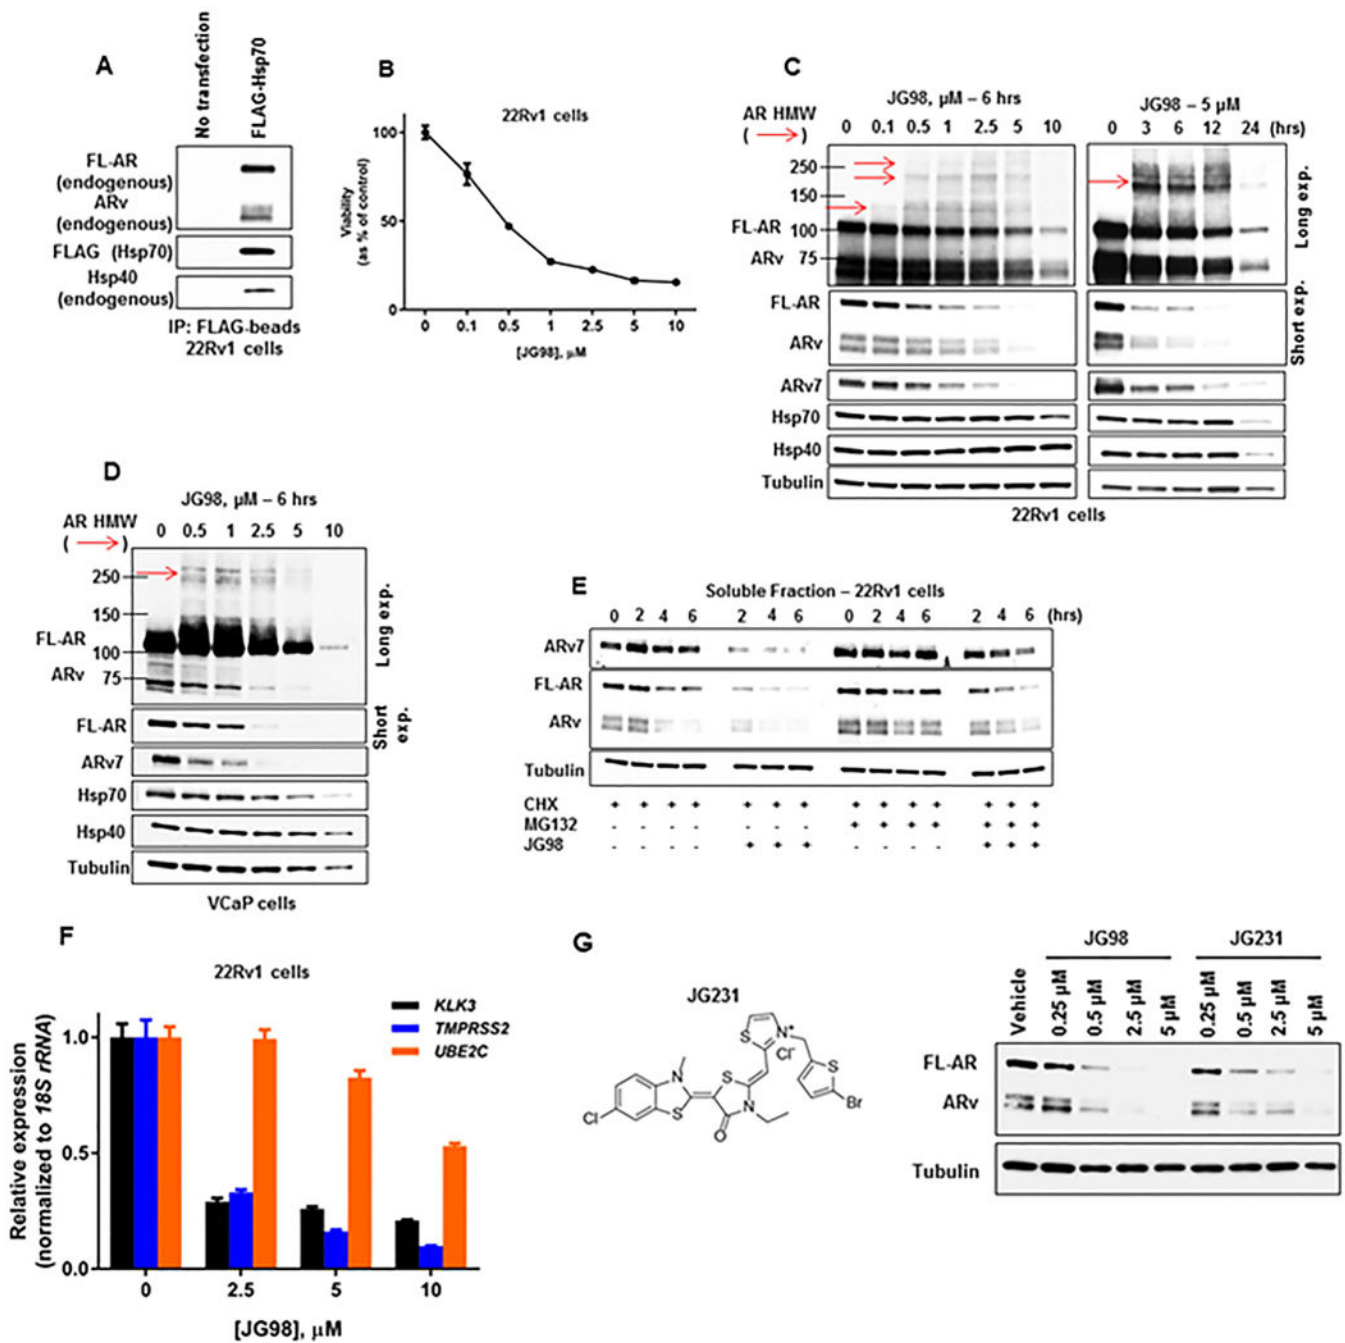 A
No transfection
FLAG-Hsp70
FL-AR
(endogenous)
ARv
(endogenous)
FLAG (Hsp70)
Hsp40
(endogenous)
IP: FLAG-beads
22Rv1 cells
B
22Rv1 cells
Viability
(as % of control)
100
50
0
0 0.1 0.5 1 2.5 5 10
[JG98], μM
C
JG98, μM – 6 hrs
JG98 – 5 μM
AR HMW
( → )
0 0.1 0.5 1 2.5 5 10
0 3 6 12 24 (hrs)
250
150
FL-AR 100
ARv 75
Long exp.
FL-AR
ARv
Short exp.
ARv7
Hsp70
Hsp40
Tubulin
22Rv1 cells
D
JG98, μM – 6 hrs
AR HMW
( → )
0 0.5 1 2.5 5 10
250
150
FL-AR
100
ARv
75
Long exp.
FL-AR
Short exp.
ARv7
Hsp70
Hsp40
Tubulin
VCaP cells
E
Soluble Fraction – 22Rv1 cells
0 2 4 6 2 4 6 0 2 4 6 2 4 6 (hrs)
ARv7
FL-AR
ARv
Tubulin
CHX + + + + + + + + + + + + + +
MG132 - - - - - - - + + + + + + +
JG98 - - - - + + + - - - - + + +
F
22Rv1 cells
KLK3
TMPRSS2
UBE2C
Relative expression
(normalized to 18S rRNA)
1.0
0.5
0.0
0 2.5 5 10
[JG98], μM
G
JG231
S
N+
Cl-
N
S
S
S
Br
Cl
N
O
JG98
JG231
Vehicle
0.25 μM
0.5 μM
2.5 μM
5 μM
0.25 μM
0.5 μM
2.5 μM
5 μM
FL-AR
ARv
Tubulin